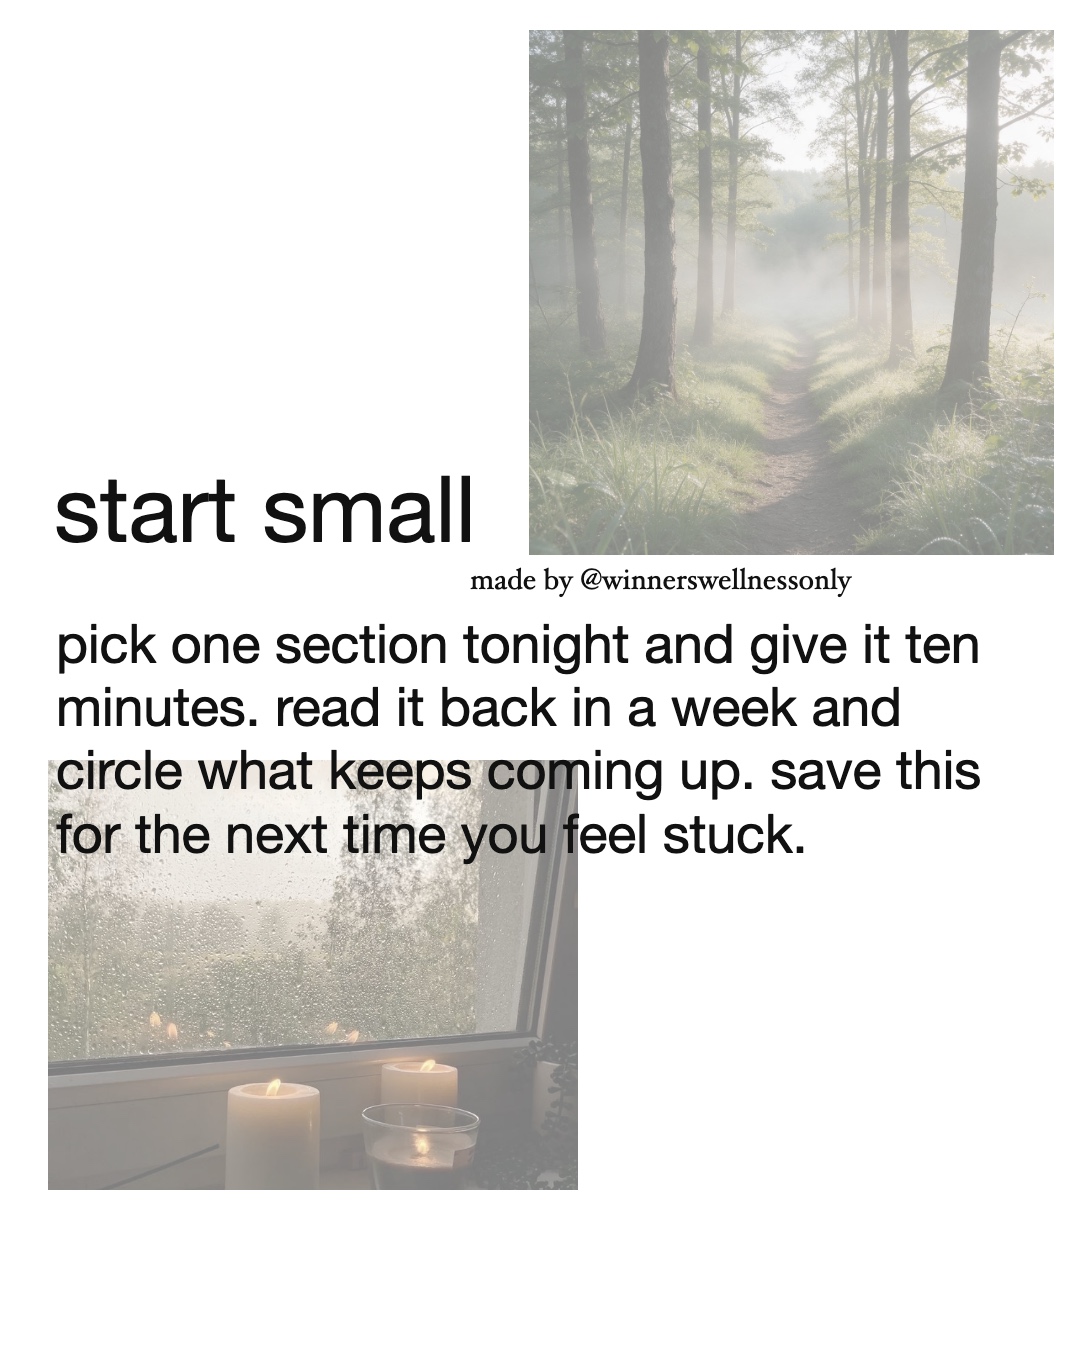 start small
made by @winnerswellnessonly
pick one section tonight and give it ten
minutes. read it back in a week and
circle what keeps coming up. save this
for the next time you feel stuck.